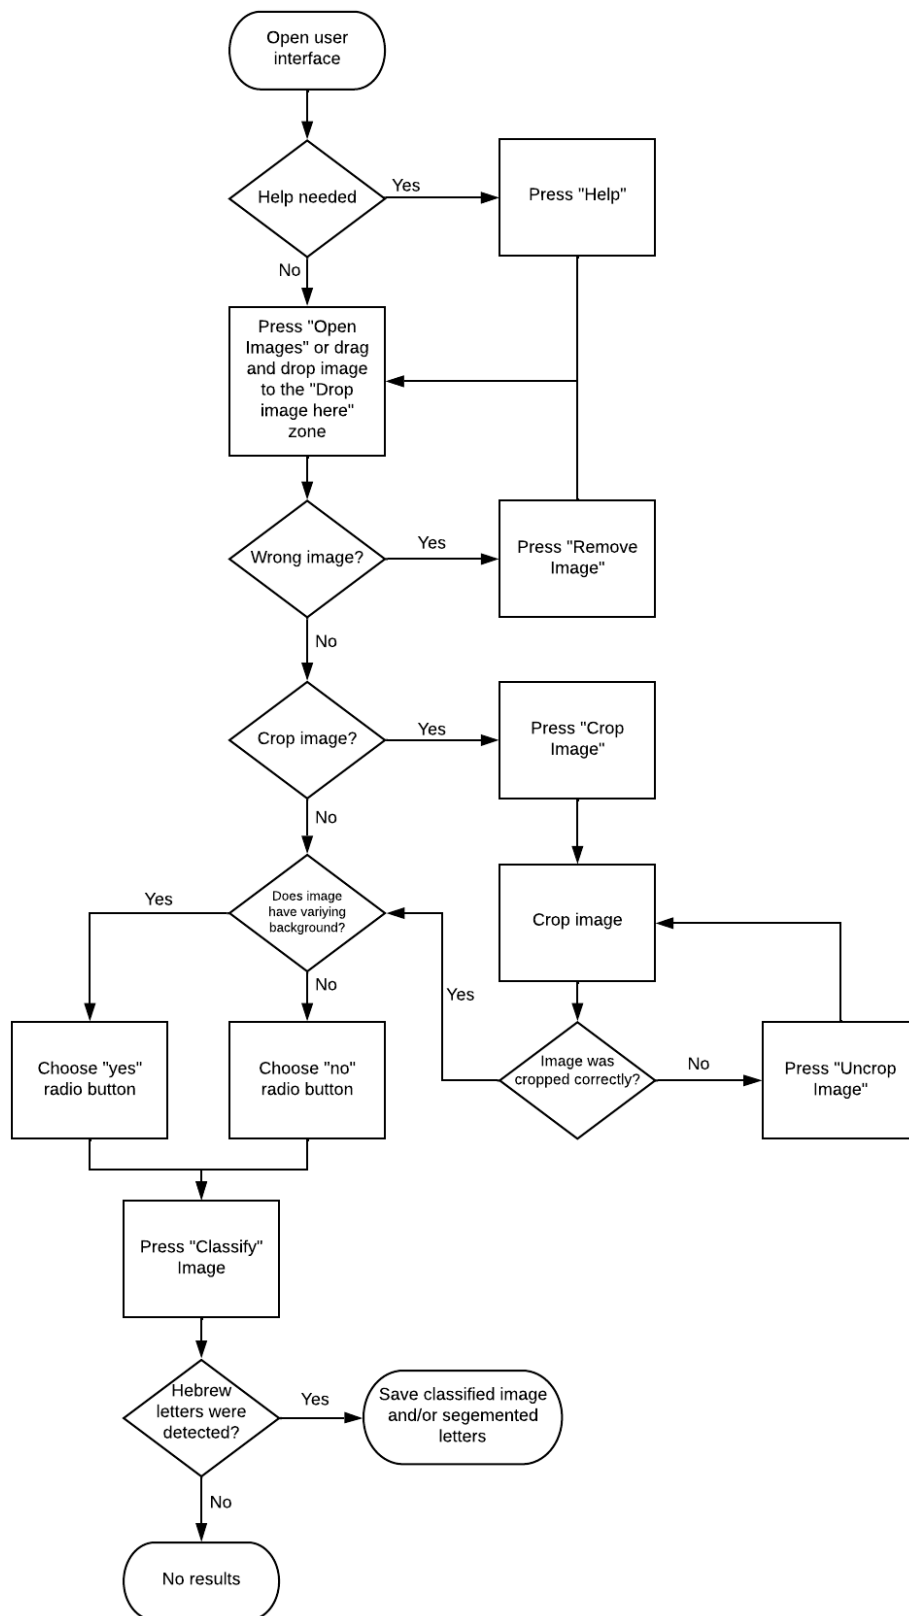 Open user
interface
Help needed
Yes
Press "Help"
No
Press "Open
Images" or drag
and drop image
to the "Drop
image here"
zone
Wrong image?
Yes
Press "Remove
Image"
No
Crop image?
Yes
Press "Crop
Image"
No
Does image
have variying
background?
Yes
No
Crop image
Yes
Choose "yes"
radio button
Choose "no"
radio button
Image was
cropped correctly?
No
Press "Uncrop
Image"
Press "Classify"
Image
Hebrew
letters were
detected?
Yes
Save classified image
and/or segemented
letters
No
No results